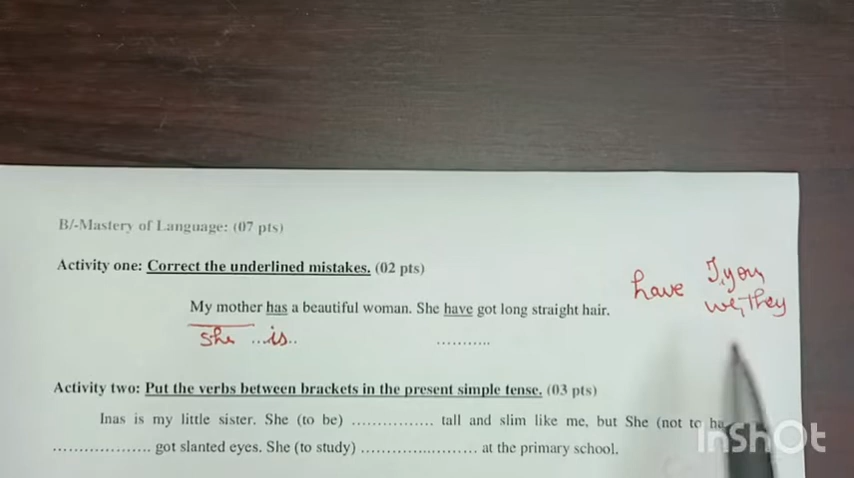 B/-Mastery of Language: (07 pts)
Activity one: Correct the underlined mistakes. (02 pts)
have I, you
we, they
My mother has a beautiful woman. She have got long straight hair.
she ...is.. ...........
Activity two: Put the verbs between brackets in the present simple tense. (03 pts)
Inas is my little sister. She (to be) ................ tall and slim like me, but She (not to ha
................... got slanted eyes. She (to study) ....................... at the primary school.
InShOt